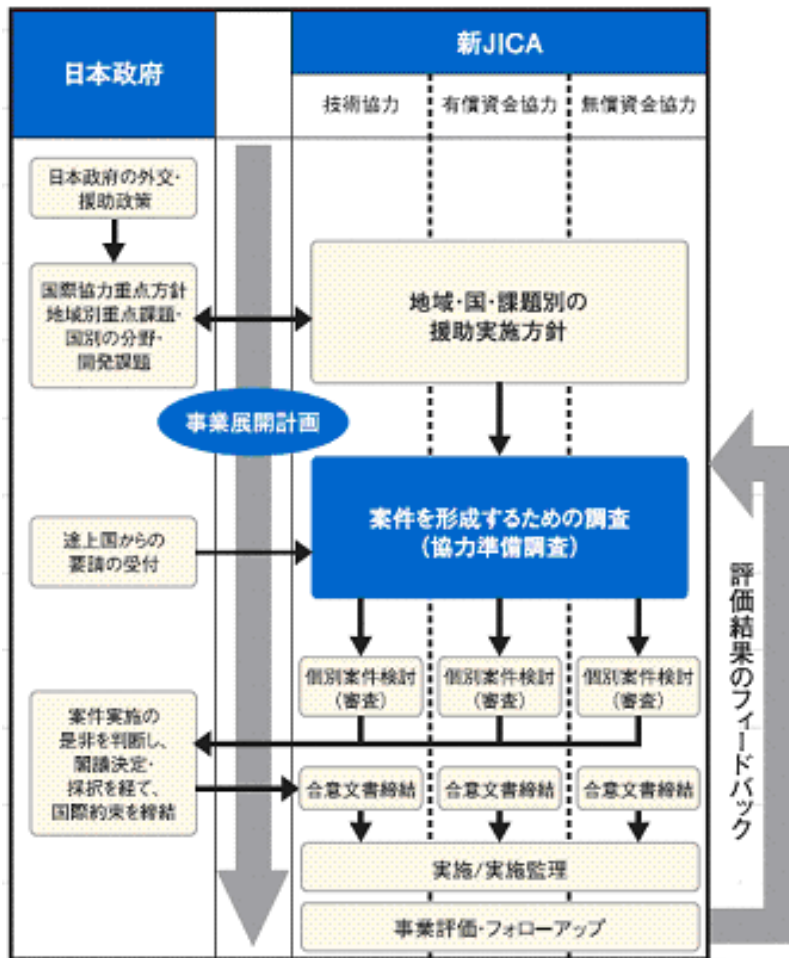 日本政府
新JICA
技術協力
有償資金協力
無償資金協力
日本政府の外交・
援助政策
国際協力重点方針
地域別重点課題・
国別の分野・
開発課題
地域・国・課題別の
援助実施方針
事業展開計画
途上国からの
要請の受付
案件を形成するための調査
(協力準備調査)
個別案件検討
(審査)
個別案件検討
(審査)
個別案件検討
(審査)
案件実施の
是非を判断し、
閣議決定・
採択を経て、
国際約束を締結
合意文書締結
合意文書締結
合意文書締結
実施/実施監理
事業評価・フォローアップ
評価結果のフィードバック